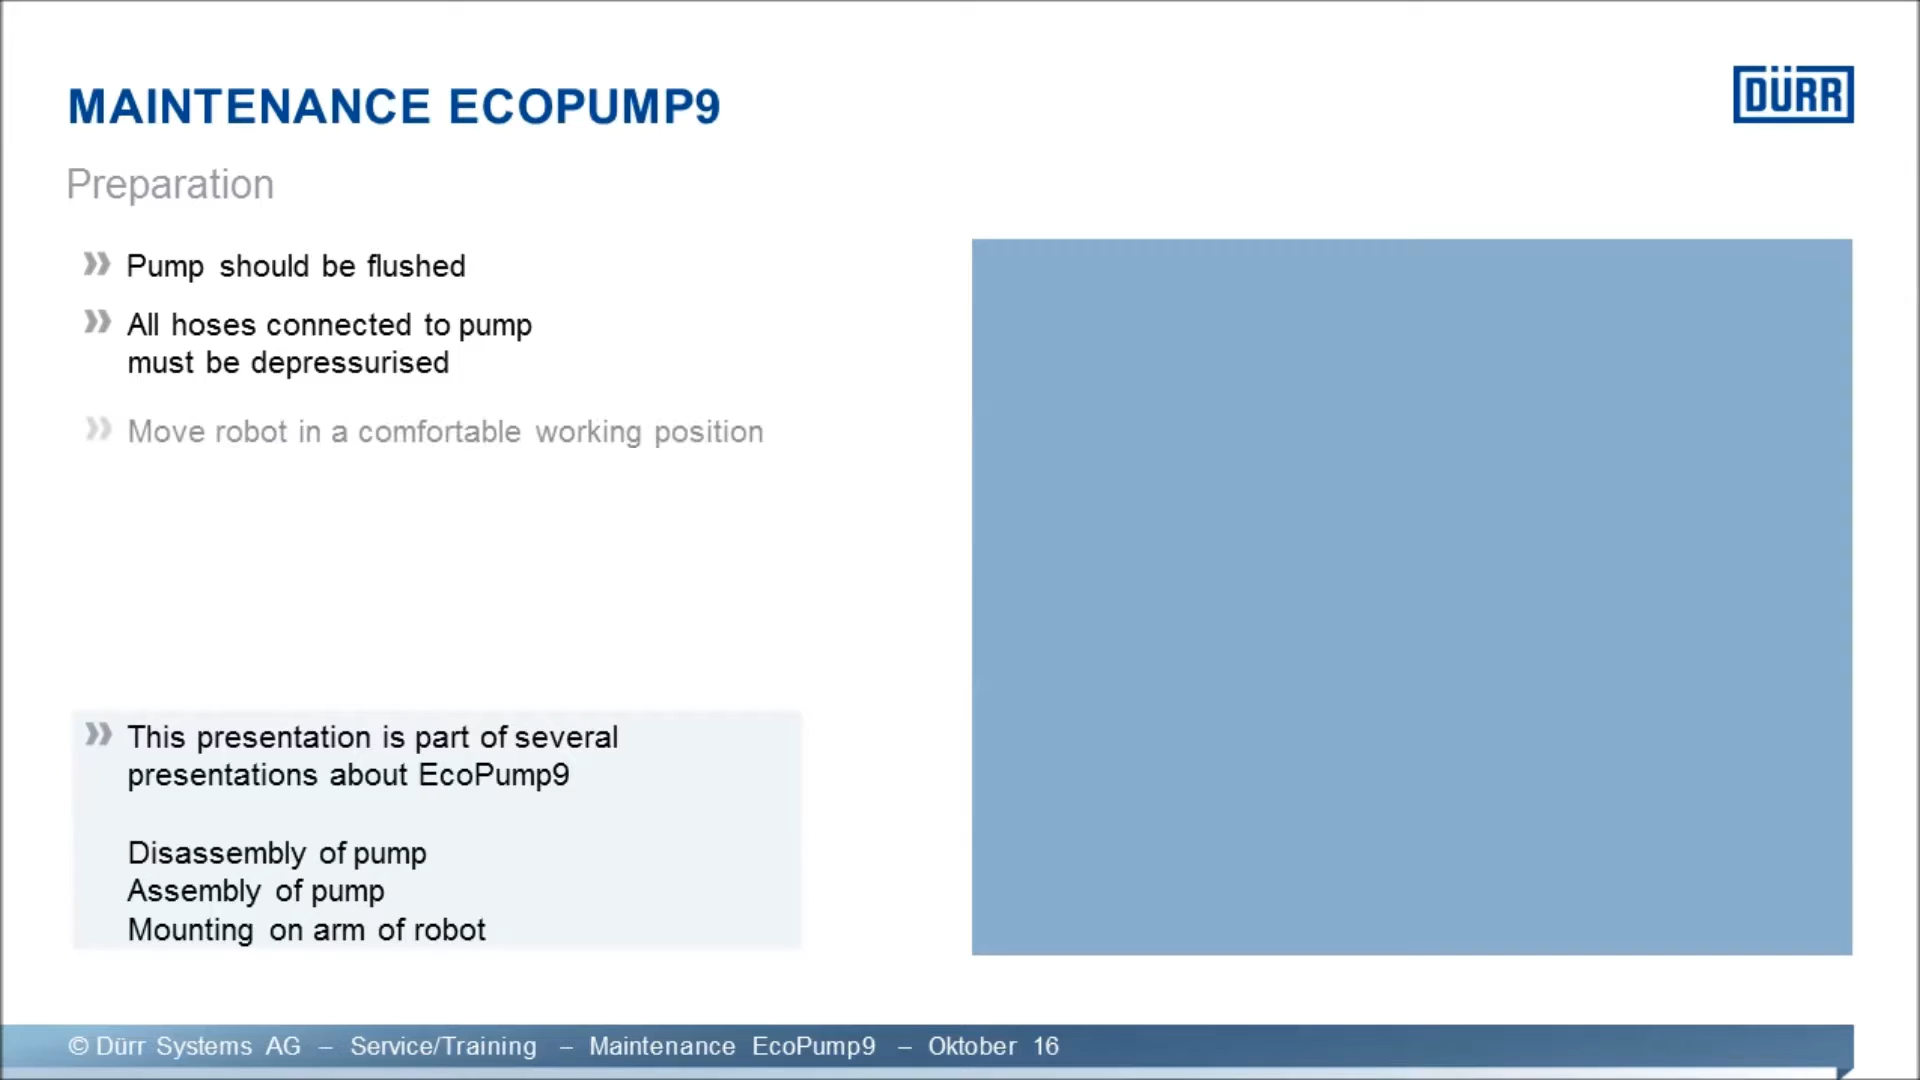 MAINTENANCE ECOPUMP9
DÜRR
Preparation
» Pump should be flushed
» All hoses connected to pump
must be depressurised
» Move robot in a comfortable working position
» This presentation is part of several
presentations about EcoPump9
Disassembly of pump
Assembly of pump
Mounting on arm of robot
© Dürr Systems AG – Service/Training – Maintenance EcoPump9 – Oktober 16